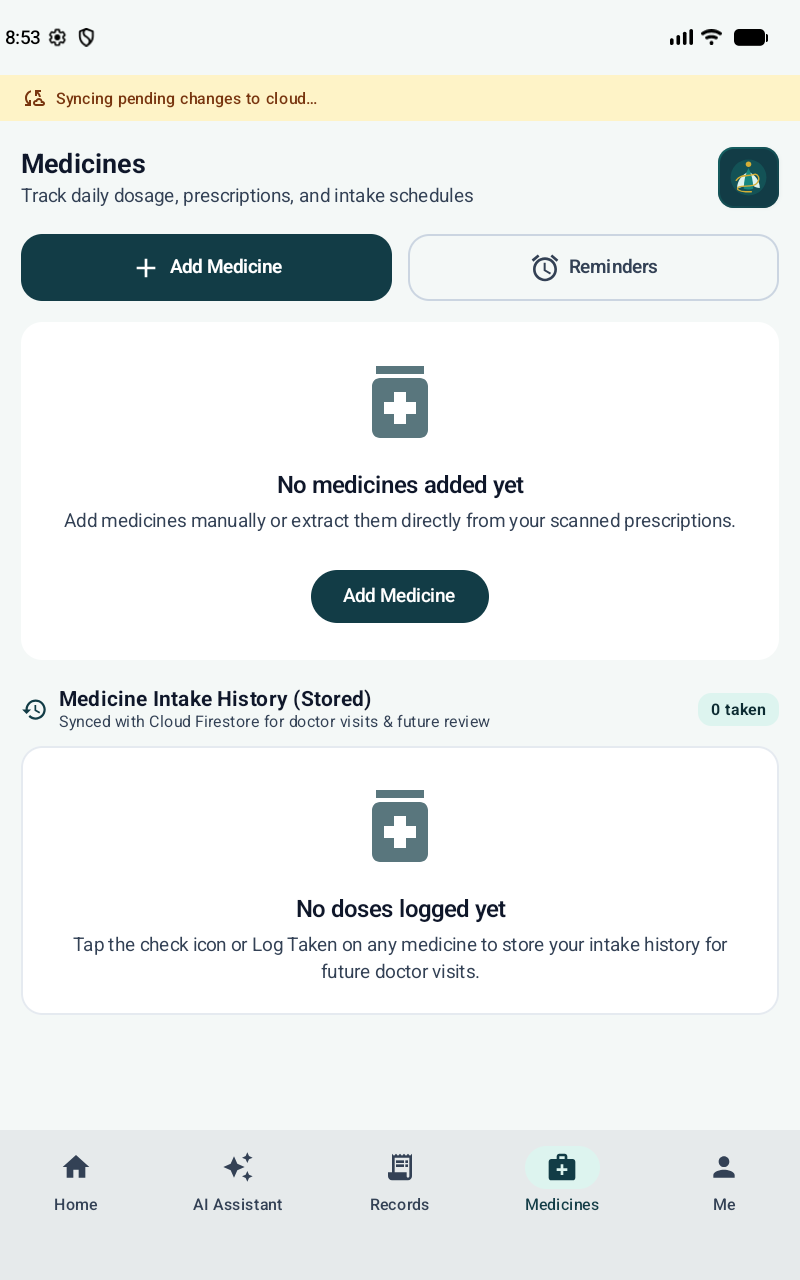 8:53
Syncing pending changes to cloud...
Medicines
Track daily dosage, prescriptions, and intake schedules
Add Medicine
Reminders
No medicines added yet
Add medicines manually or extract them directly from your scanned prescriptions.
Add Medicine
Medicine Intake History (Stored)
Synced with Cloud Firestore for doctor visits & future review
0 taken
No doses logged yet
Tap the check icon or Log Taken on any medicine to store your intake history for
future doctor visits.
Home
AI Assistant
Records
Medicines
Me